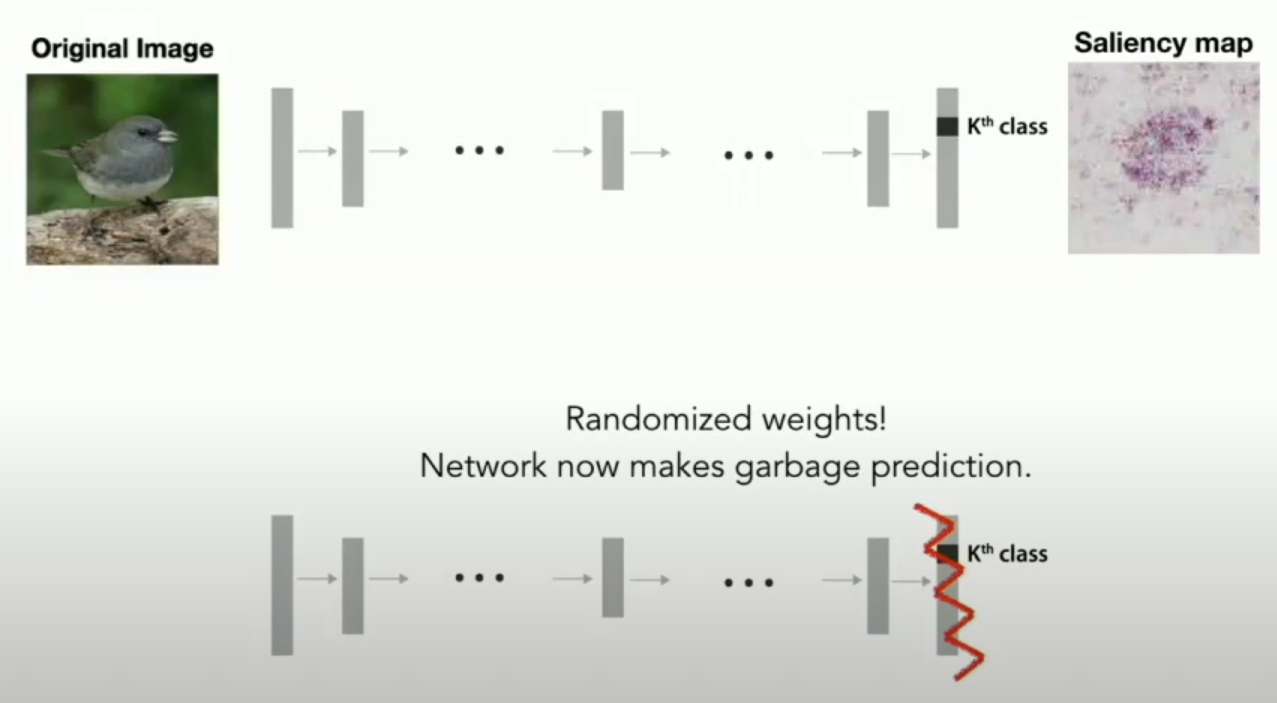 Original Image
Saliency map
Kᵗʰ class
Randomized weights!
Network now makes garbage prediction.
Kᵗʰ class